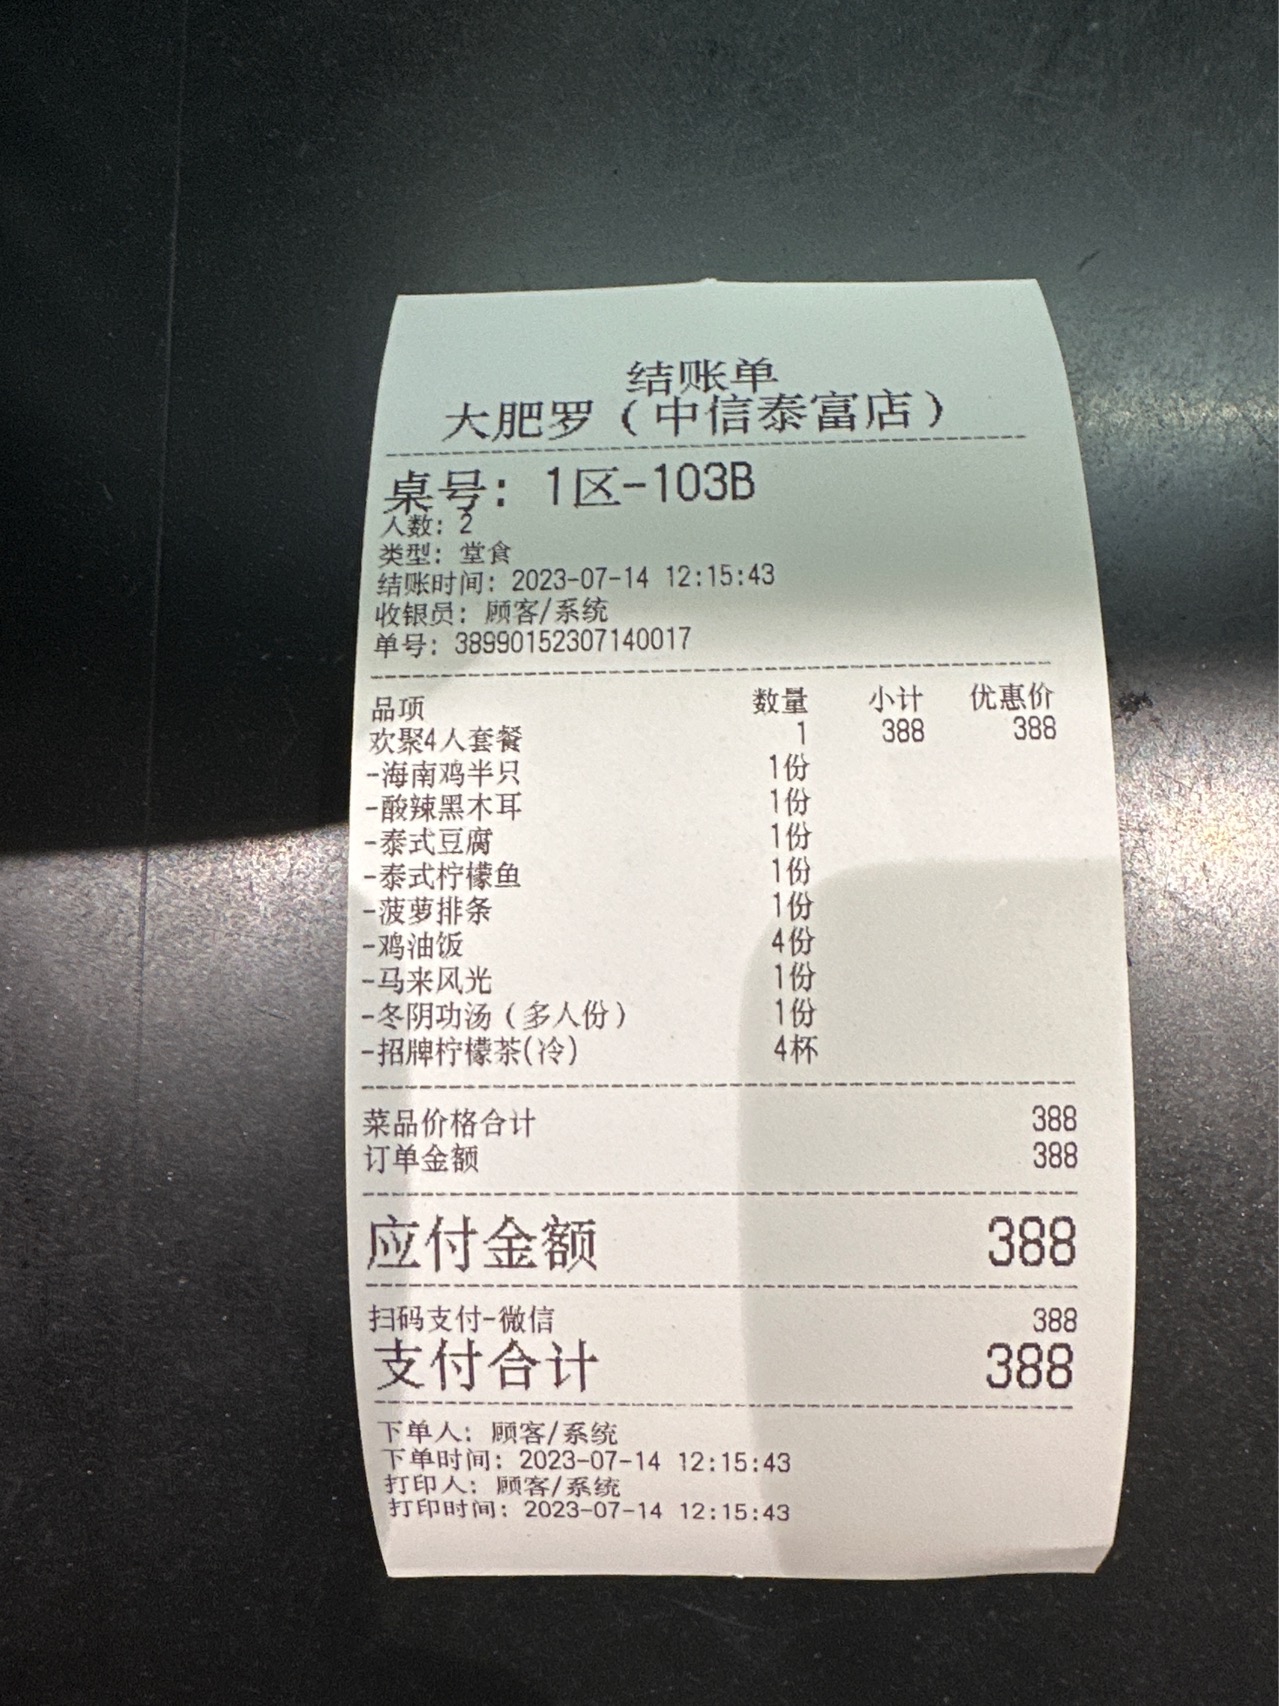 结账单
大肥罗（中信泰富店）
桌号: 1区-103B
人数: 2
类型: 堂食
结账时间: 2023-07-14 12:15:43
收银员: 顾客/系统
单号: 38990152307140017
品项 数量 小计 优惠价
欢聚4人套餐 1 388 388
-海南鸡半只 1份
-酸辣黑木耳 1份
-泰式豆腐 1份
-泰式柠檬鱼 1份
-菠萝排条 1份
-鸡油饭 4份
-马来风光 1份
-冬阴功汤（多人份） 1份
-招牌柠檬茶(冷) 4杯
菜品价格合计 388
订单金额 388
应付金额 388
扫码支付-微信 388
支付合计 388
下单人: 顾客/系统
下单时间: 2023-07-14 12:15:43
打印人: 顾客/系统
打印时间: 2023-07-14 12:15:43